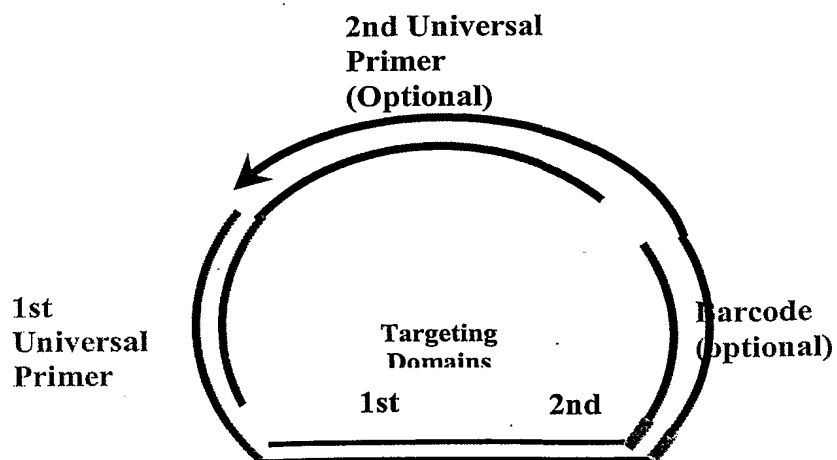 2nd Universal
Primer
(Optional)
1st
Universal
Primer
Barcode
(optional)
Targeting
Domains
1st
2nd